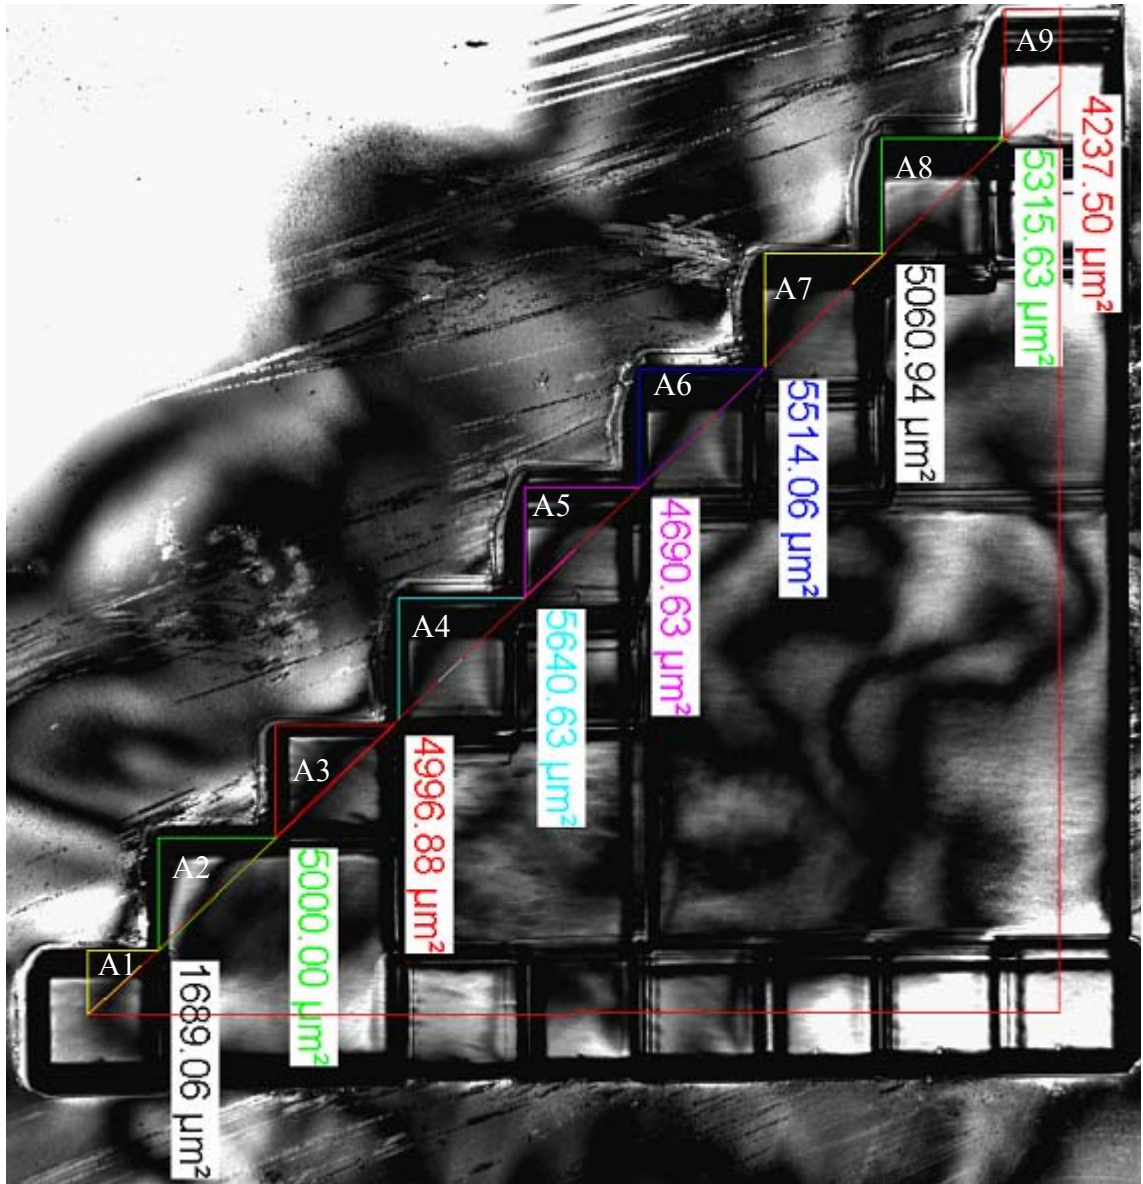 A9
4237.50 µm²
A8
5315.63 µm²
A7
5060.94 µm²
A6
5514.06 µm²
A5
4690.63 µm²
A4
5640.63 µm²
A3
4996.88 µm²
A2
5000.00 µm²
A1
1689.06 µm²